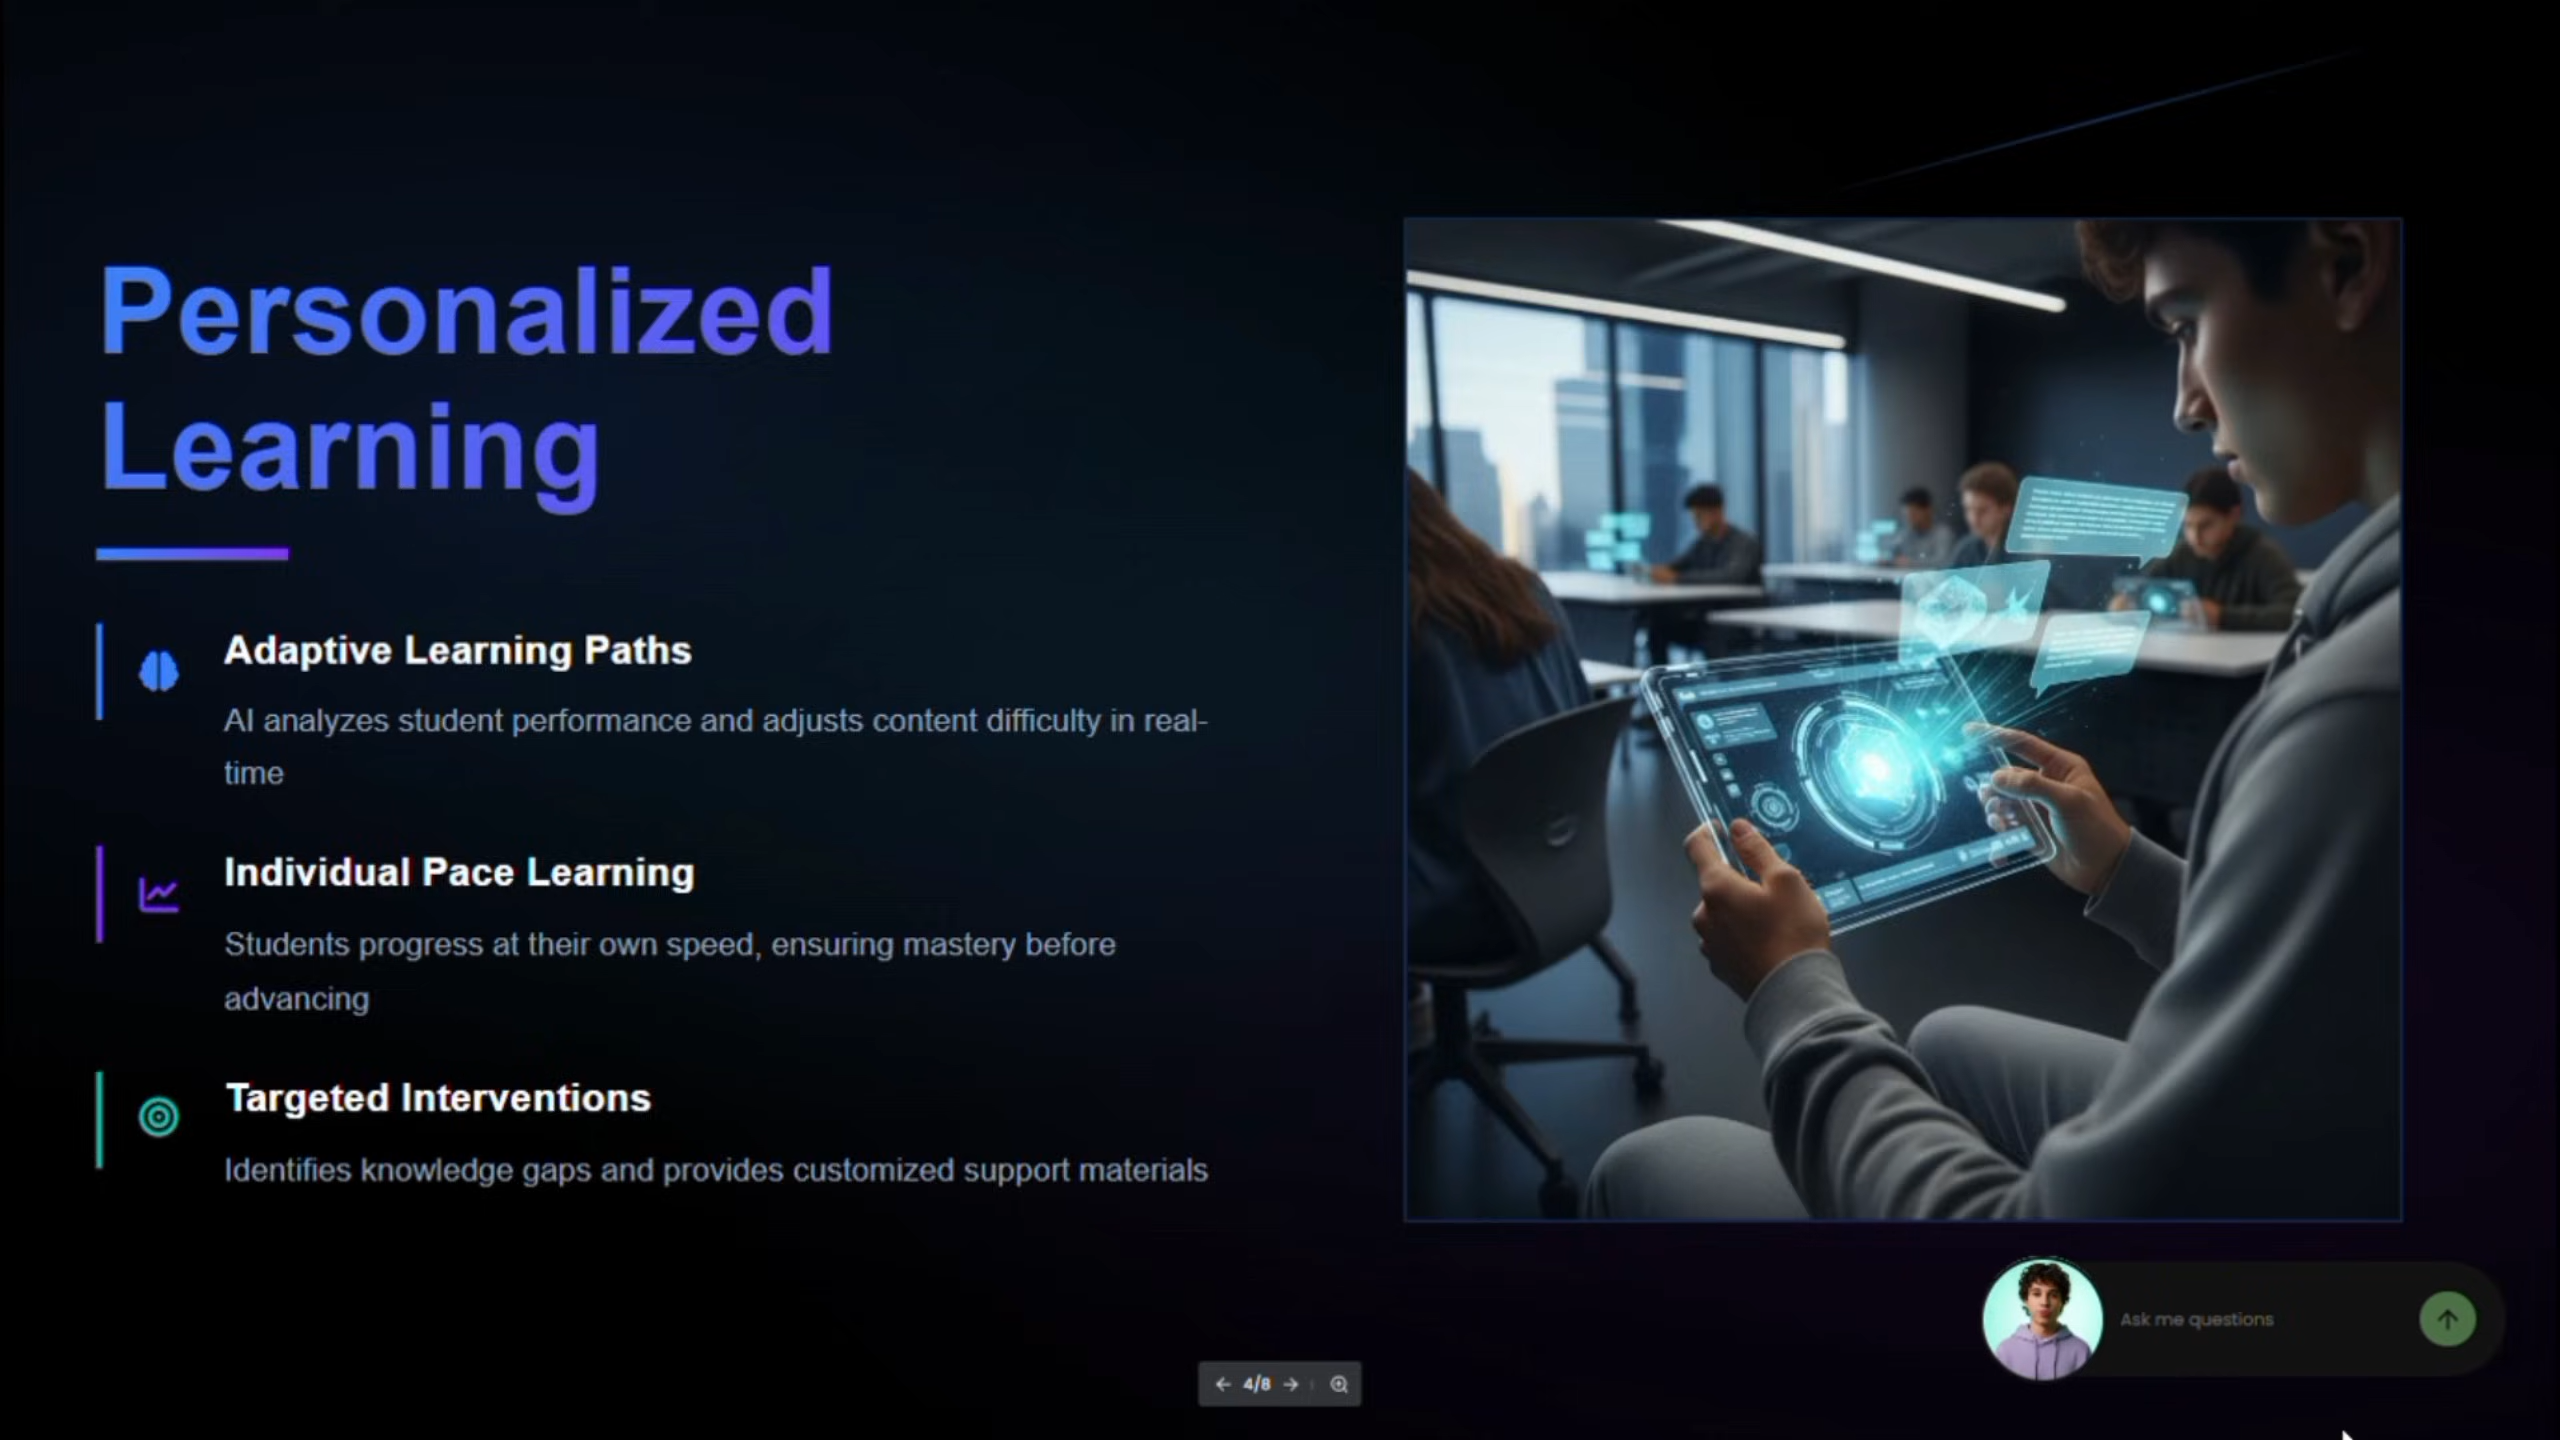 Personalized
Learning
Adaptive Learning Paths
AI analyzes student performance and adjusts content difficulty in real-
time
Individual Pace Learning
Students progress at their own speed, ensuring mastery before
advancing
Targeted Interventions
Identifies knowledge gaps and provides customized support materials
Ask me questions
4/8